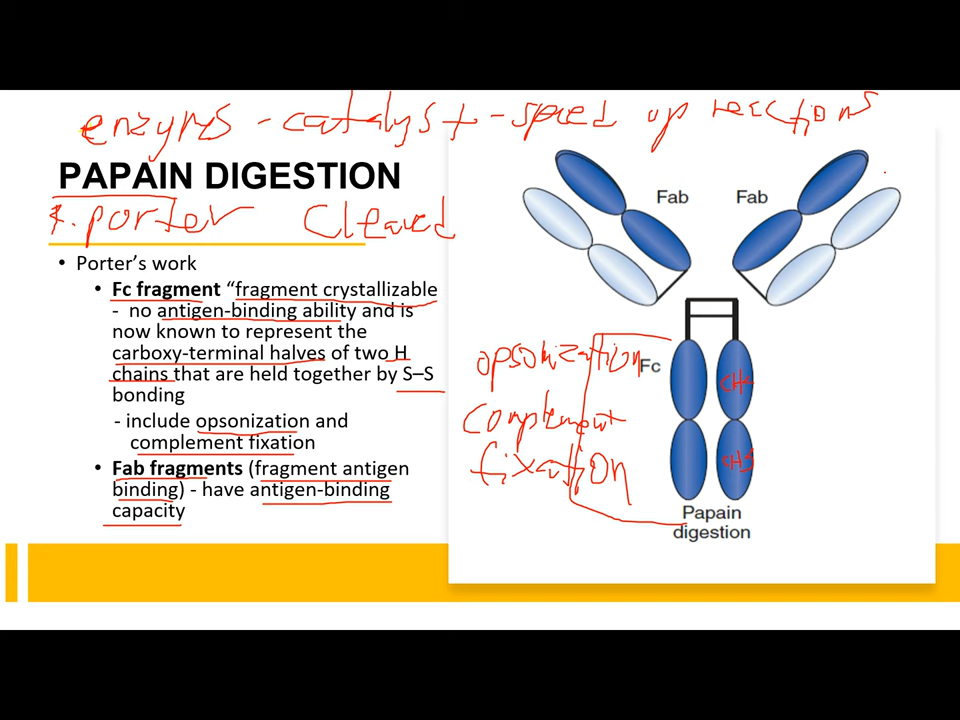 enzyms - catalyst - speed up reections
PAPAIN DIGESTION
R. porter cleaved
• Porter's work
• Fc fragment "fragment crystallizable
- no antigen-binding ability and is
now known to represent the
carboxy-terminal halves of two H
chains that are held together by S–S
bonding
- include opsonization and
complement fixation
• Fab fragments (fragment antigen
binding) - have antigen-binding
capacity
Fab
Fab
opsonization
Fc
CH2
complement
fixation
CH3
Papain
digestion